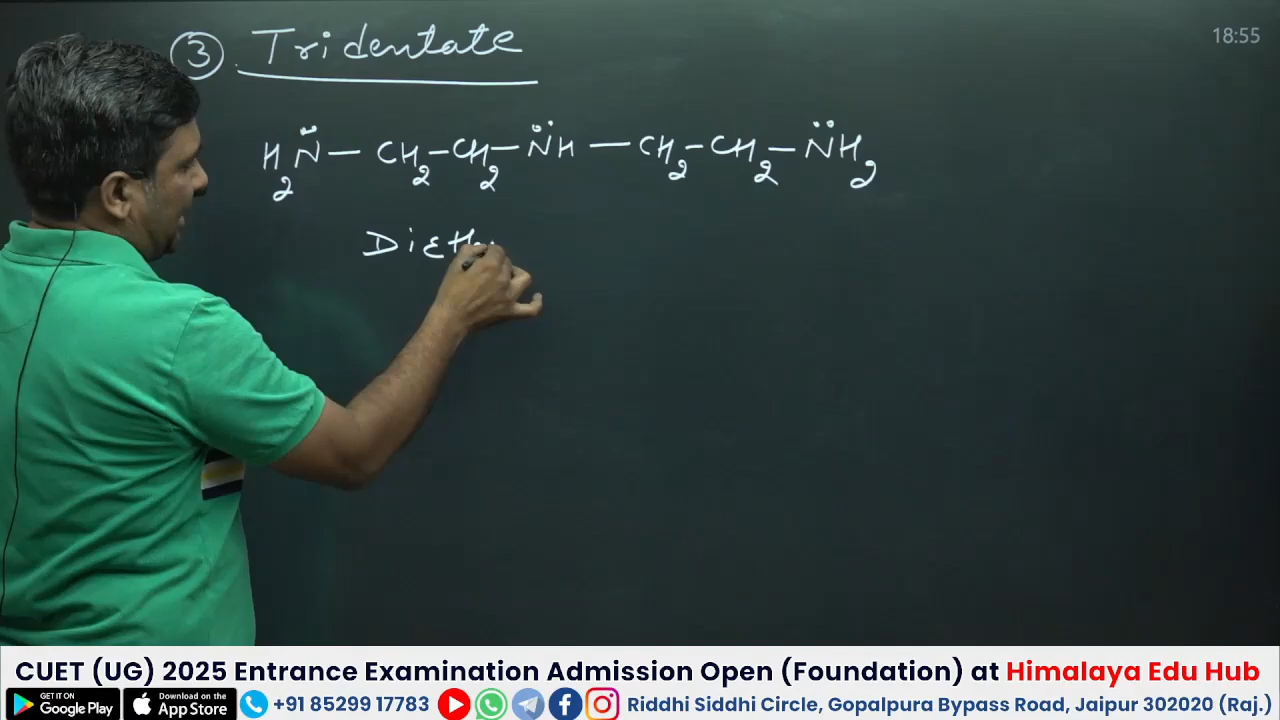 18:55
③ Tridentate
H₂N̈ — CH₂ – CH₂ – N̈H — CH₂ – CH₂ – N̈H₂
DiEth
CUET (UG) 2025 Entrance Examination Admission Open (Foundation) at Himalaya Edu Hub
GET IT ON Google Play Download on the App Store +91 85299 17783 Riddhi Siddhi Circle, Gopalpura Bypass Road, Jaipur 302020 (Raj.)